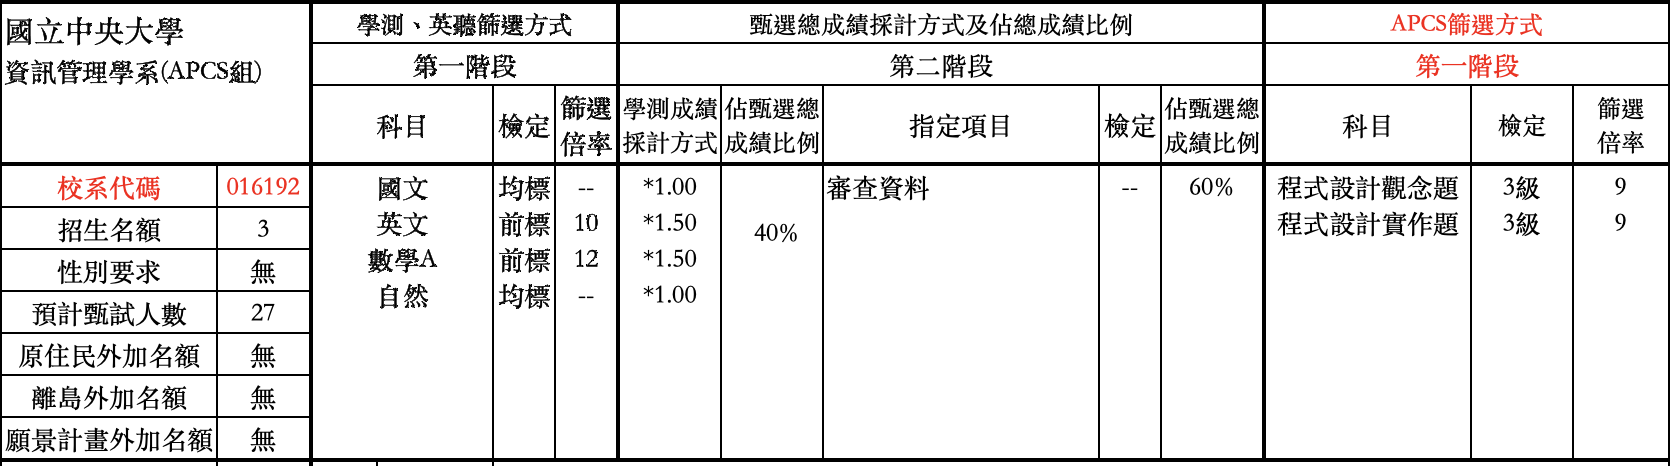 國立中央大學
資訊管理學系(APCS組)
學測、英聽篩選方式 甄選總成績採計方式及佔總成績比例 APCS篩選方式
第一階段 第二階段 第一階段
科目 檢定 篩選倍率 學測成績採計方式 佔甄選總成績比例 指定項目 檢定 佔甄選總成績比例 科目 檢定 篩選倍率
校系代碼 016192 國文 均標 -- *1.00 審查資料 -- 60% 程式設計觀念題 3級 9
招生名額 3 英文 前標 10 *1.50 40% 程式設計實作題 3級 9
性別要求 無 數學A 前標 12 *1.50
預計甄試人數 27 自然 均標 -- *1.00
原住民外加名額 無
離島外加名額 無
願景計畫外加名額 無